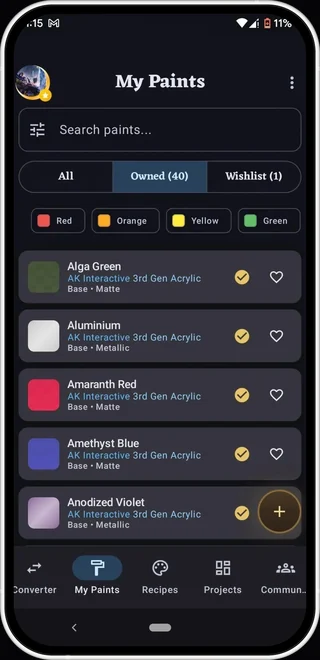 :15 11%
My Paints
Search paints...
All Owned (40) Wishlist (1)
Red Orange Yellow Green
Alga Green
AK Interactive 3rd Gen Acrylic
Base • Matte
Aluminium
AK Interactive 3rd Gen Acrylic
Base • Metallic
Amaranth Red
AK Interactive 3rd Gen Acrylic
Base • Matte
Amethyst Blue
AK Interactive 3rd Gen Acrylic
Base • Matte
Anodized Violet
AK Interactive 3rd Gen Acrylic
Base • Metallic
Converter My Paints Recipes Projects Commun..